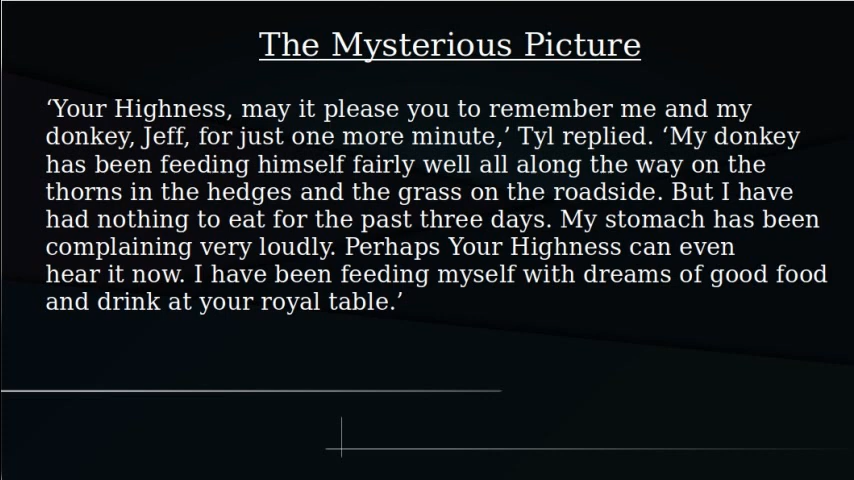 The Mysterious Picture
‘Your Highness, may it please you to remember me and my
donkey, Jeff, for just one more minute,’ Tyl replied. ‘My donkey
has been feeding himself fairly well all along the way on the
thorns in the hedges and the grass on the roadside. But I have
had nothing to eat for the past three days. My stomach has been
complaining very loudly. Perhaps Your Highness can even
hear it now. I have been feeding myself with dreams of good food
and drink at your royal table.’